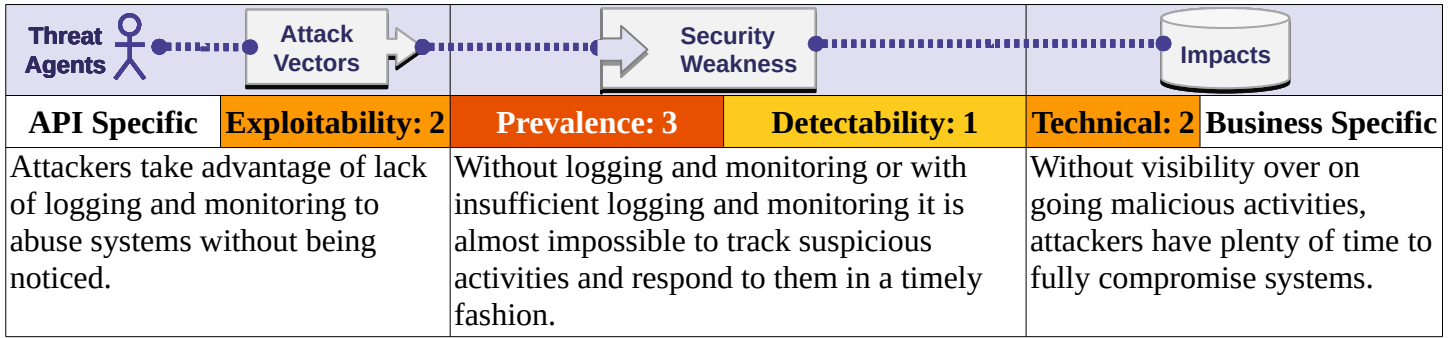 Threat
Agents
Attack
Vectors
Security
Weakness
Impacts
API Specific
Exploitability: 2
Prevalence: 3
Detectability: 1
Technical: 2
Business Specific
Attackers take advantage of lack
of logging and monitoring to
abuse systems without being
noticed.
Without logging and monitoring or with
insufficient logging and monitoring it is
almost impossible to track suspicious
activities and respond to them in a timely
fashion.
Without visibility over on
going malicious activities,
attackers have plenty of time to
fully compromise systems.